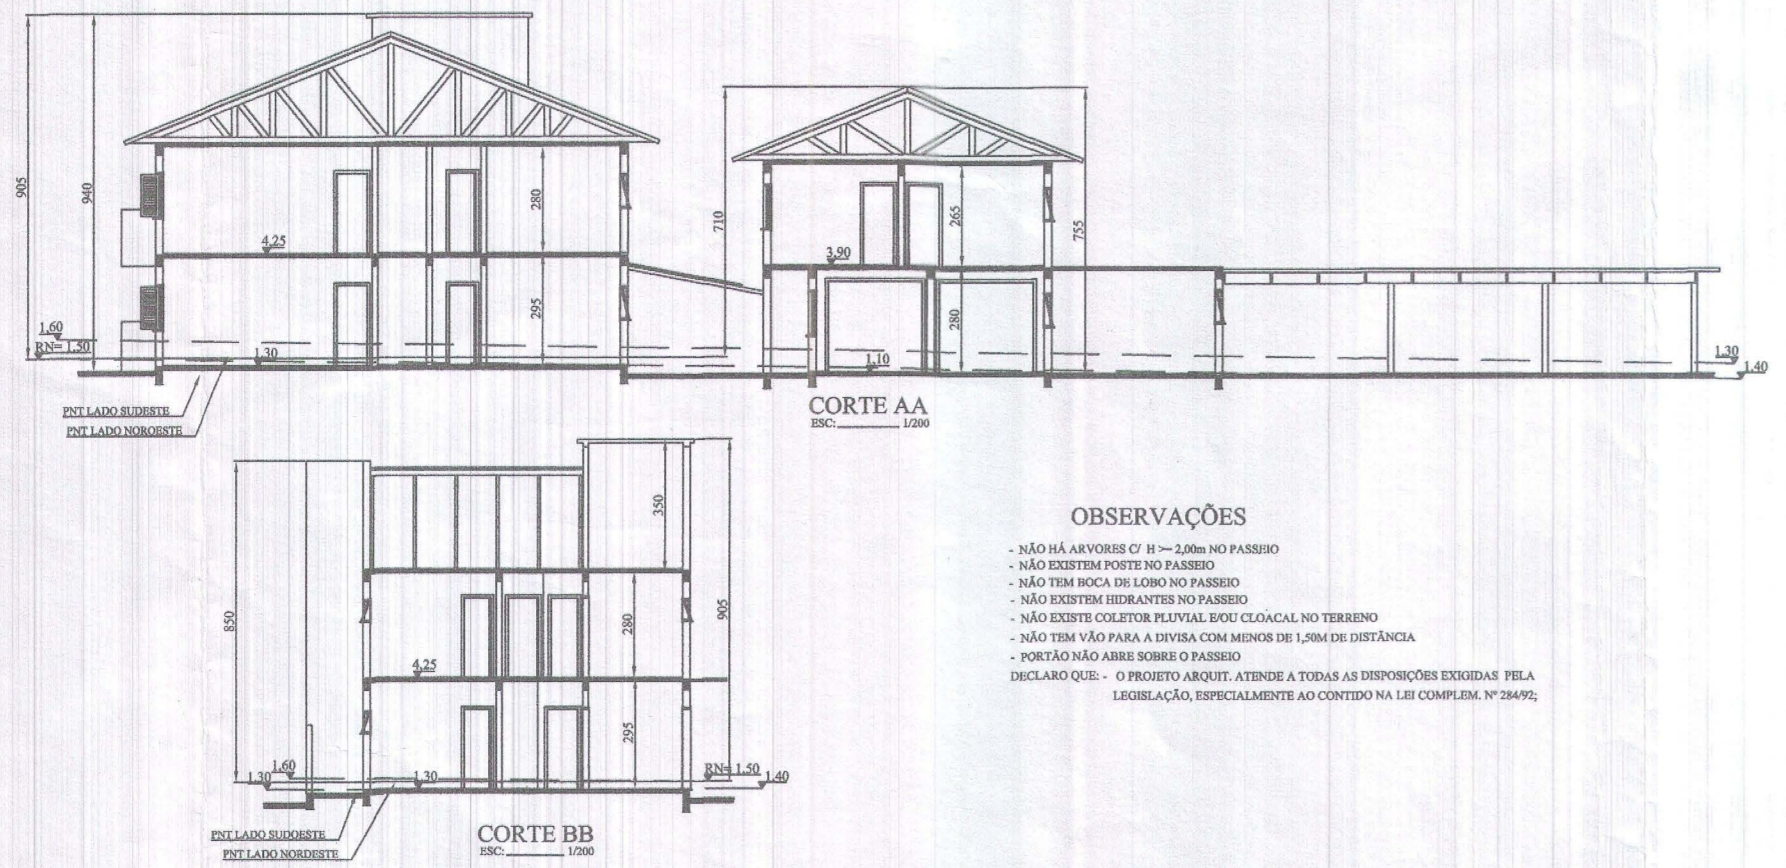 905
940
4,25
280
295
1,60
RN= 1.50
1,30
PNT LADO SUDESTE
PNT LADO NOROESTE
710
3,90
265
280
755
1,10
1,30
1,40
CORTE AA
ESC: ________ 1/200
850
350
905
280
4,25
295
1,60
1.30
1,30
RN= 1.50
1,40
PNT LADO SUDOESTE
PNT LADO NORDESTE
CORTE BB
ESC: ________ 1/200
OBSERVAÇÕES
- NÃO HÁ ARVORES C/ H >= 2,00m NO PASSEIO
- NÃO EXISTEM POSTE NO PASSEIO
- NÃO TEM BOCA DE LOBO NO PASSEIO
- NÃO EXISTEM HIDRANTES NO PASSEIO
- NÃO EXISTE COLETOR PLUVIAL E/OU CLOACAL NO TERRENO
- NÃO TEM VÃO PARA A DIVISA COM MENOS DE 1,50M DE DISTÂNCIA
- PORTÃO NÃO ABRE SOBRE O PASSEIO
DECLARO QUE: - O PROJETO ARQUIT. ATENDE A TODAS AS DISPOSIÇÕES EXIGIDAS PELA
LEGISLAÇÃO, ESPECIALMENTE AO CONTIDO NA LEI COMPLEM. Nº 284/92;